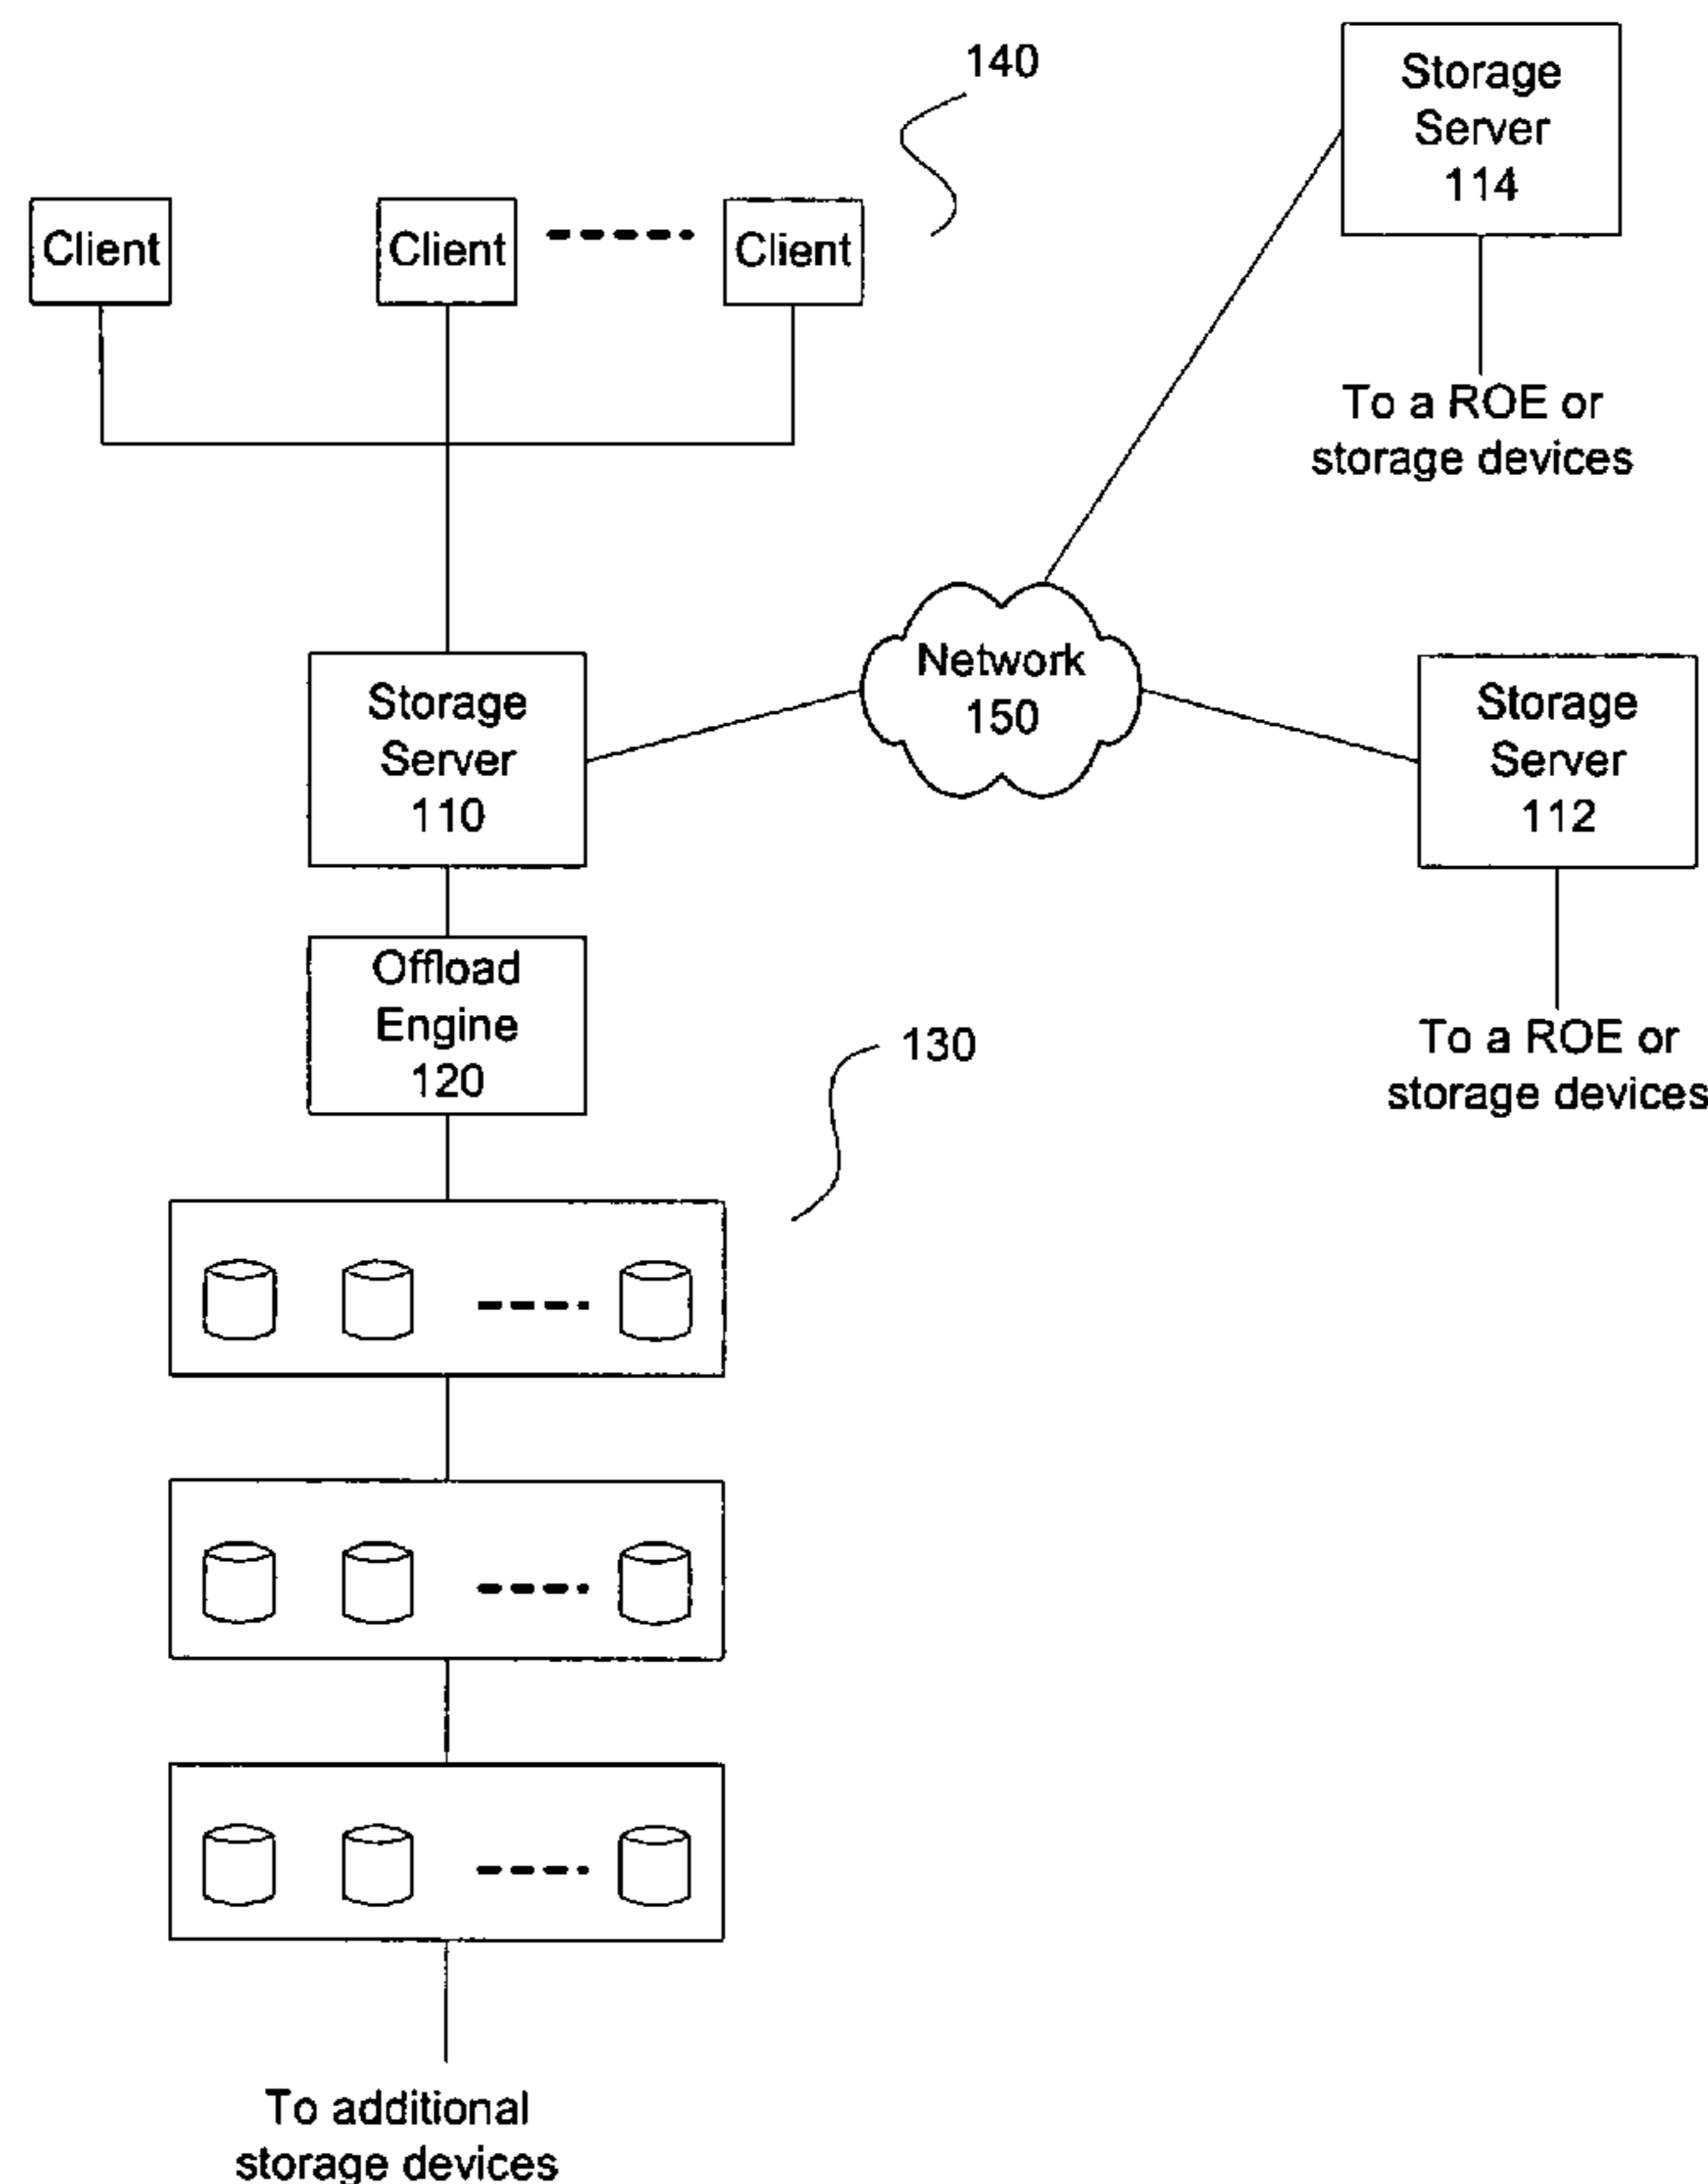 140
Storage
Server
114
Client
Client
Client
To a ROE or
storage devices
Network
150
Storage
Server
110
Storage
Server
112
Offload
Engine
120
130
To a ROE or
storage devices
To additional
storage devices